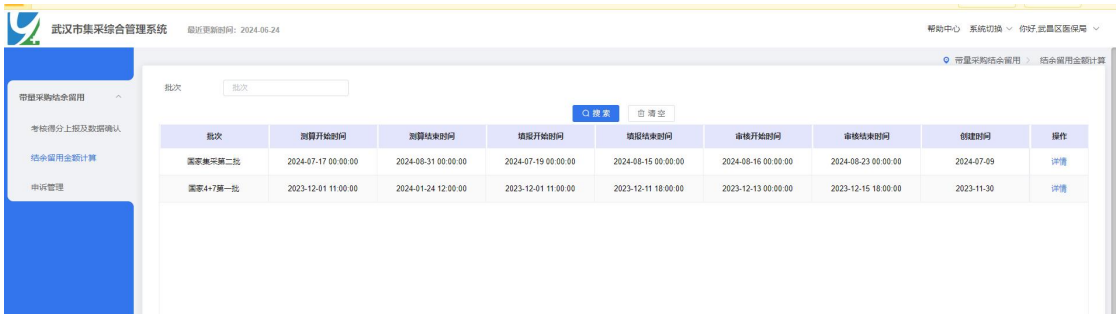 武汉市集采综合管理系统 最近更新时间：2024-06-24 帮助中心 系统切换 你好,武昌区医保局
带量采购结余留用 结余留用金额计算
带量采购结余留用
考核得分上报及数据确认
结余留用金额计算
申诉管理
批次 批次
搜索 清空
批次 测算开始时间 测算结束时间 填报开始时间 填报结束时间 审核开始时间 审核结束时间 创建时间 操作
国家集采第二批 2024-07-17 00:00:00 2024-08-31 00:00:00 2024-07-19 00:00:00 2024-08-15 00:00:00 2024-08-16 00:00:00 2024-08-23 00:00:00 2024-07-09 详情
国家4+7第一批 2023-12-01 11:00:00 2024-01-24 12:00:00 2023-12-01 11:00:00 2023-12-11 18:00:00 2023-12-13 00:00:00 2023-12-15 18:00:00 2023-11-30 详情